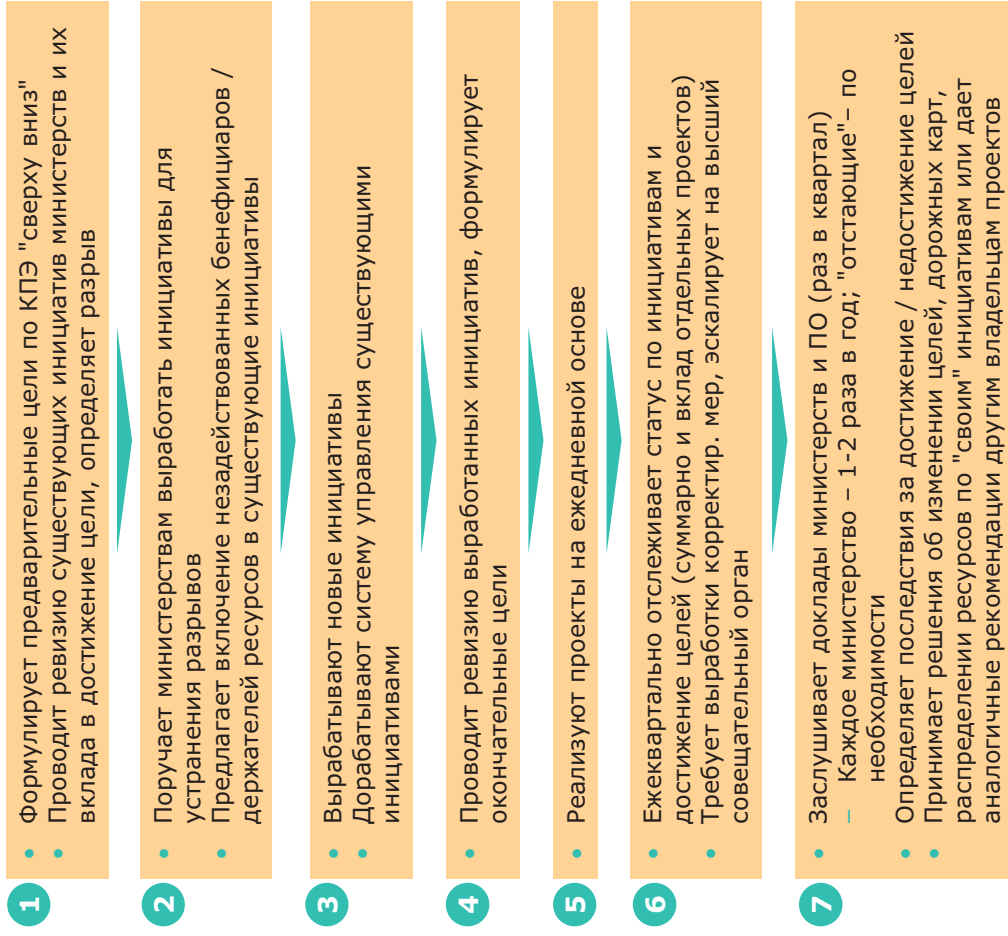 1
• Формулирует предварительные цели по КПЭ "сверху вниз"
• Проводит ревизию существующих инициатив министерств и их
вклада в достижение цели, определяет разрыв
2
• Поручает министерствам выработать инициативы для
устранения разрывов
• Предлагает включение незадействованных бенефициаров /
держателей ресурсов в существующие инициативы
3
• Вырабатывают новые инициативы
• Дорабатывают систему управления существующими
инициативами
4
• Проводит ревизию выработанных инициатив, формулирует
окончательные цели
5
• Реализуют проекты на ежедневной основе
6
• Ежеквартально отслеживает статус по инициативам и
достижение целей (суммарно и вклад отдельных проектов)
• Требует выработки корректир. мер, эскалирует на высший
совещательный орган
7
• Заслушивает доклады министерств и ПО (раз в квартал)
– Каждое министерство – 1-2 раза в год; "отстающие"– по
необходимости
• Определяет последствия за достижение / недостижение целей
• Принимает решения об изменении целей, дорожных карт,
распределении ресурсов по "своим" инициативам или дает
аналогичные рекомендации другим владельцам проектов